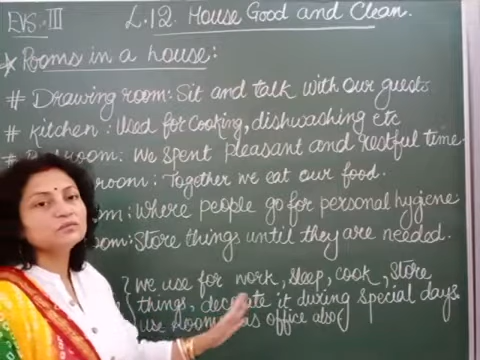 EVS. III L.12. House Good and Clean.
* Rooms in a house:
# Drawing room: Sit and talk with our guests
# Kitchen: Used for cooking, dishwashing etc
# room: We spent pleasant and restful time.
room: Together we eat our food.
m: Where people go for personal hygiene
om: Store things until they are needed.
We use for work, sleep, cook, store
things, decorate it during special days.
use as office also